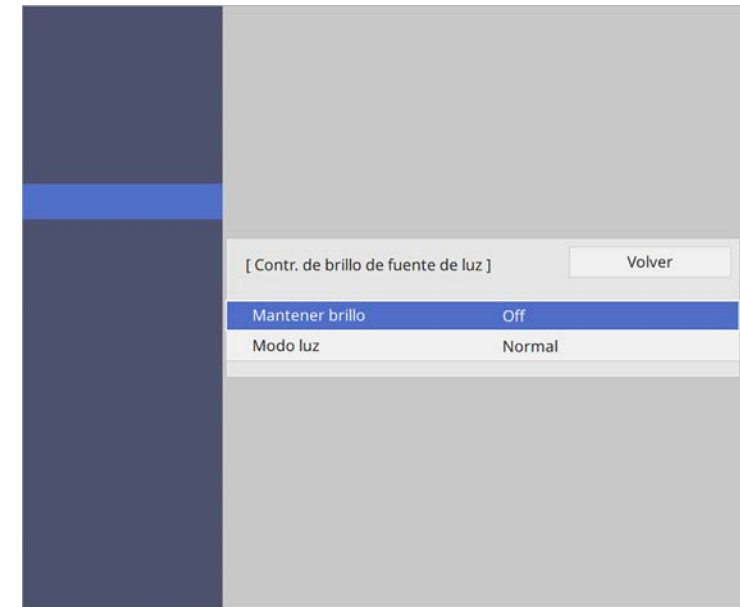 [ Contr. de brillo de fuente de luz ] Volver
Mantener brillo Off
Modo luz Normal